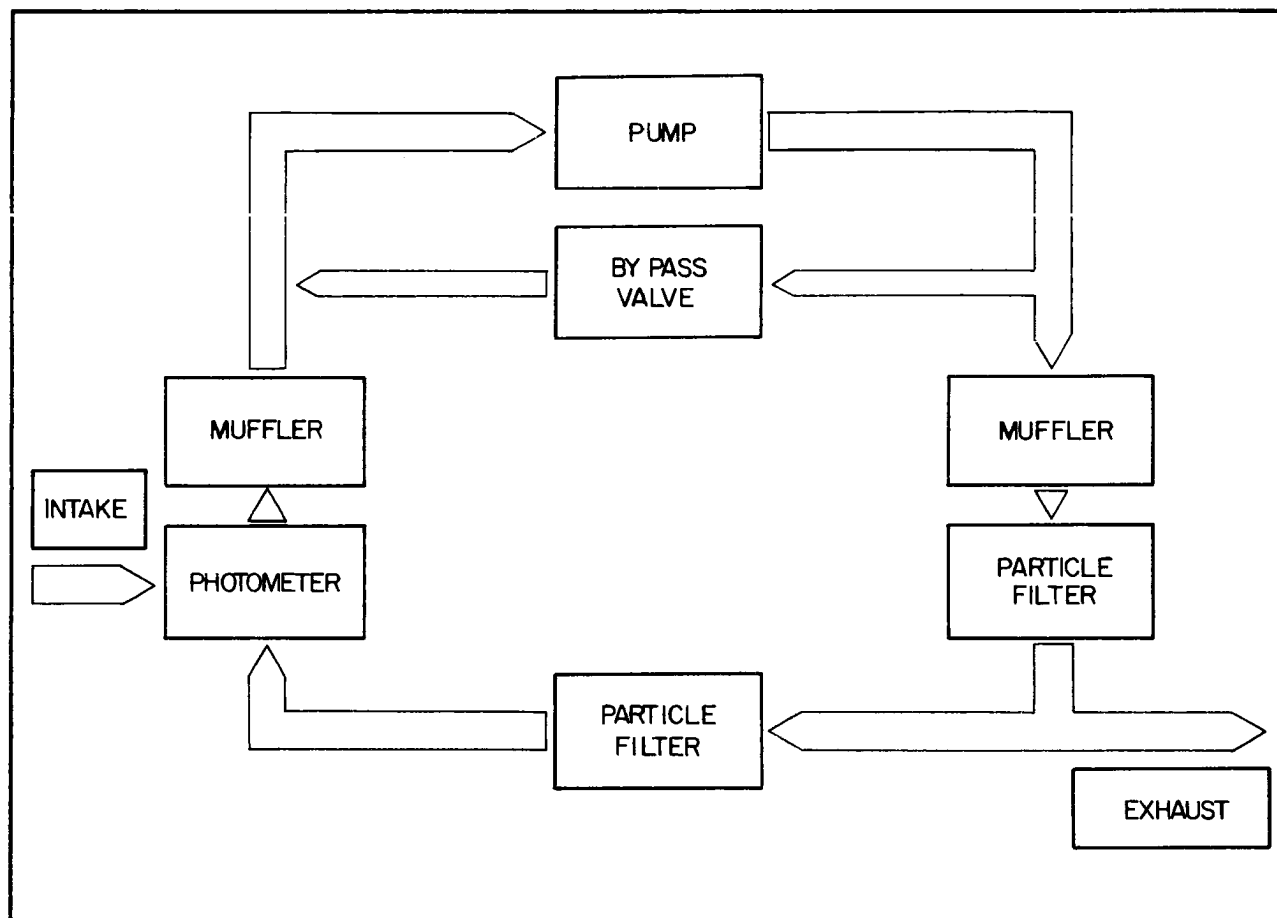 PUMP
BY PASS
VALVE
MUFFLER
MUFFLER
INTAKE
PHOTOMETER
PARTICLE
FILTER
PARTICLE
FILTER
EXHAUST